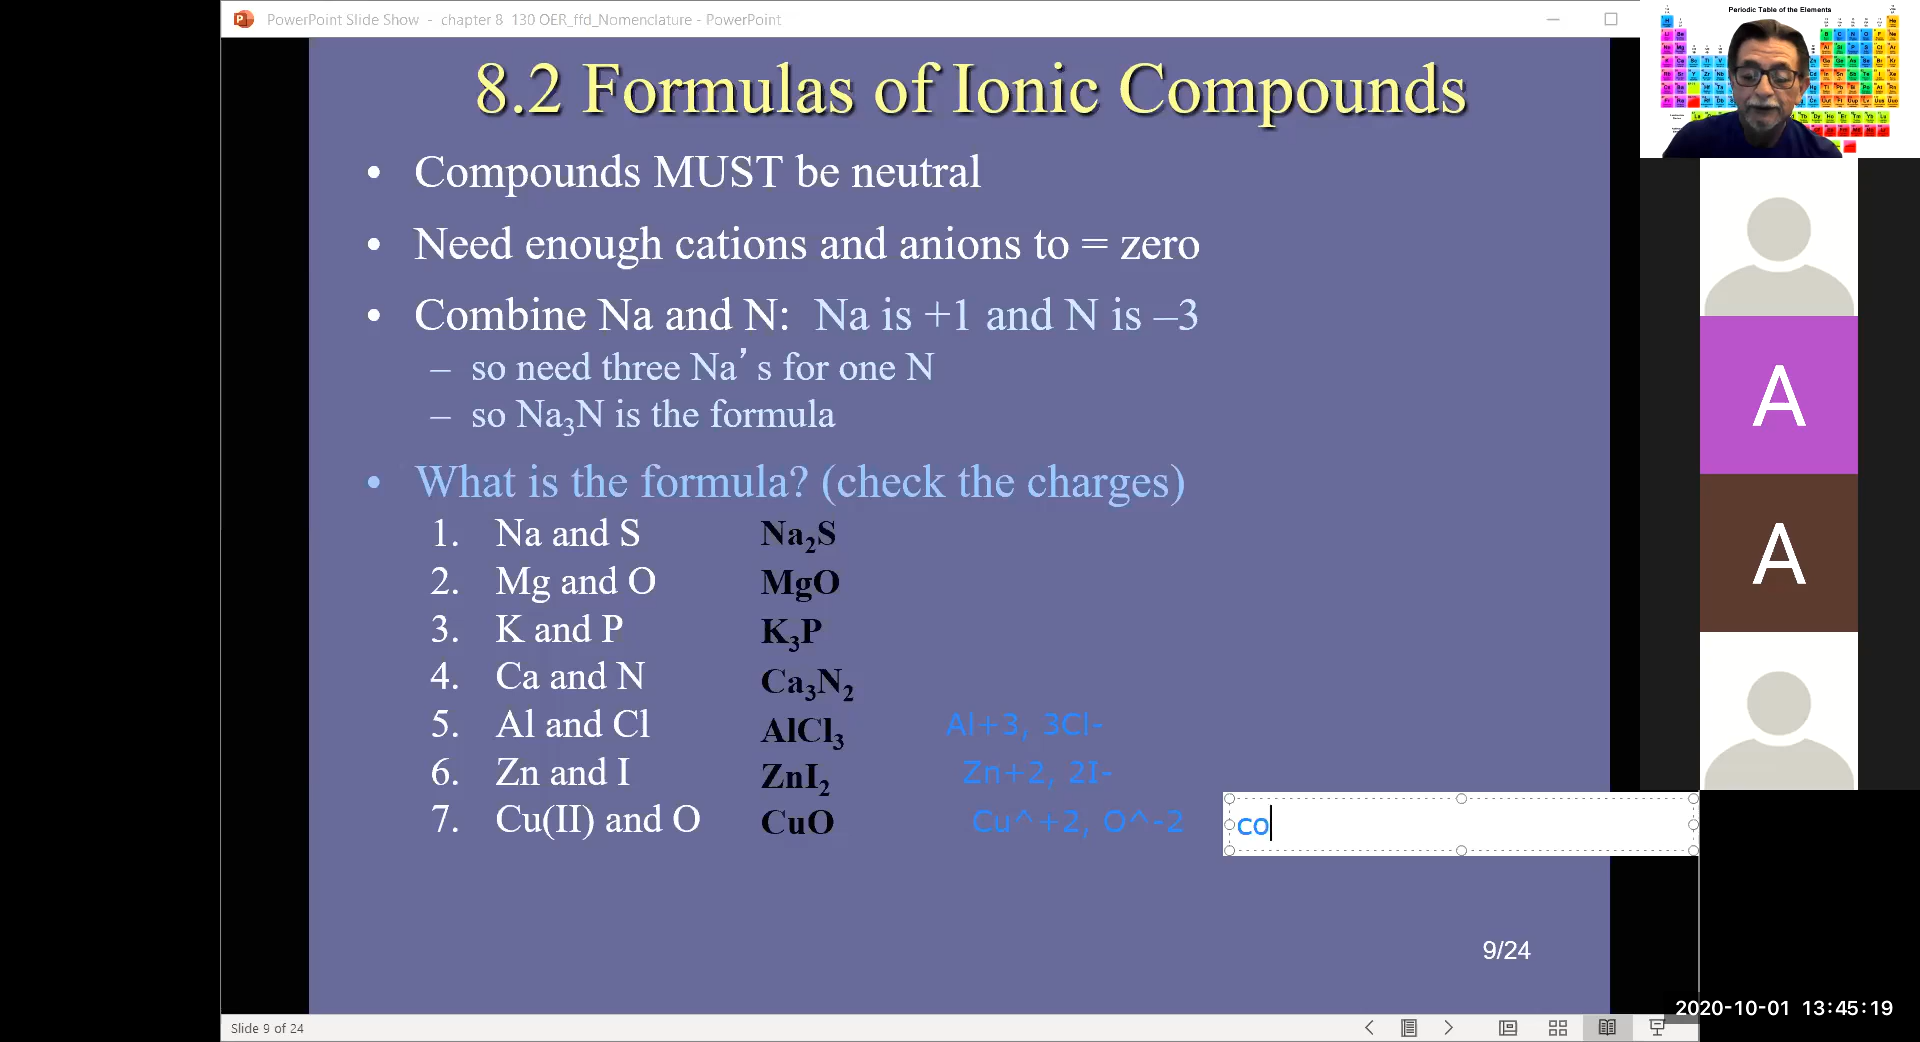 PowerPoint Slide Show - chapter 8 130 OER_ffd_Nomenclature - PowerPoint
Periodic Table of the Elements
8.2 Formulas of Ionic Compounds
• Compounds MUST be neutral
• Need enough cations and anions to = zero
• Combine Na and N: Na is +1 and N is –3
– so need three Na’s for one N
– so Na₃N is the formula
• What is the formula? (check the charges)
1. Na and S Na₂S
2. Mg and O MgO
3. K and P K₃P
4. Ca and N Ca₃N₂
5. Al and Cl AlCl₃ Al+3, 3Cl-
6. Zn and I ZnI₂ Zn+2, 2I-
7. Cu(II) and O CuO Cu^+2, O^-2 co
A
A
9/24
2020-10-01 13:45:19
Slide 9 of 24